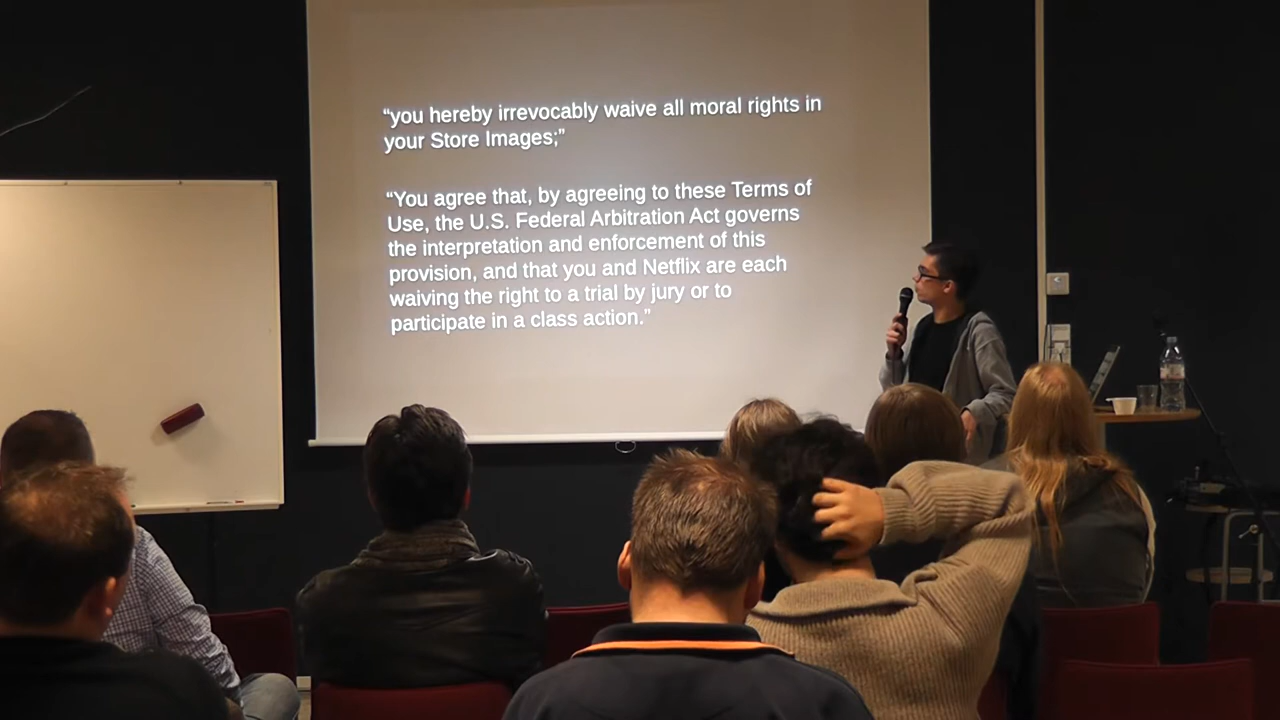 “you hereby irrevocably waive all moral rights in
your Store Images;”
“You agree that, by agreeing to these Terms of
Use, the U.S. Federal Arbitration Act governs
the interpretation and enforcement of this
provision, and that you and Netflix are each
waiving the right to a trial by jury or to
participate in a class action.”